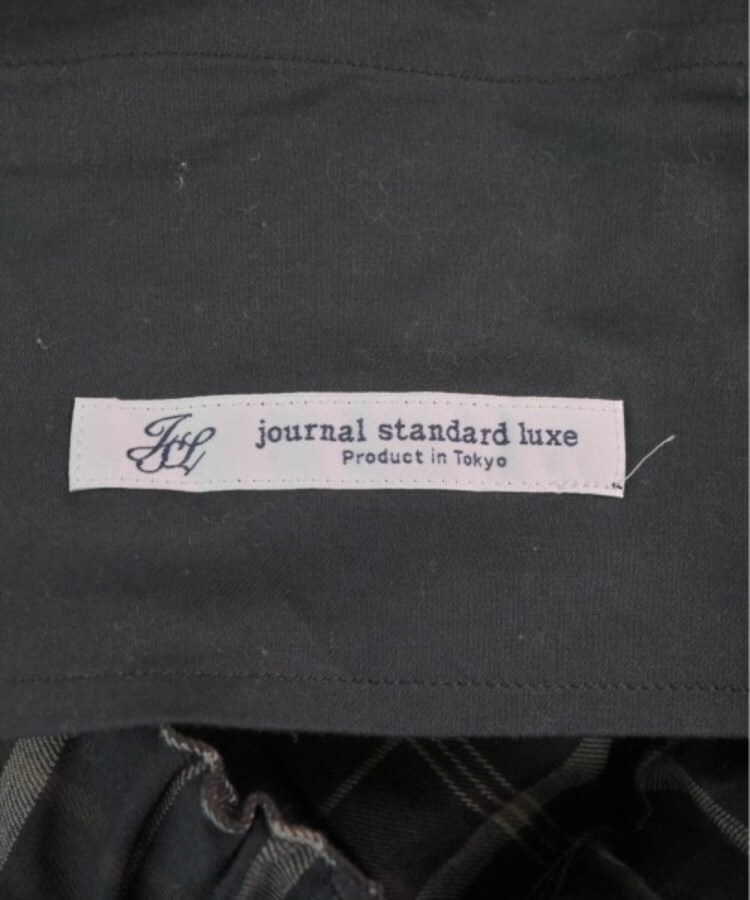 JSL
journal standard luxe
Product in Tokyo